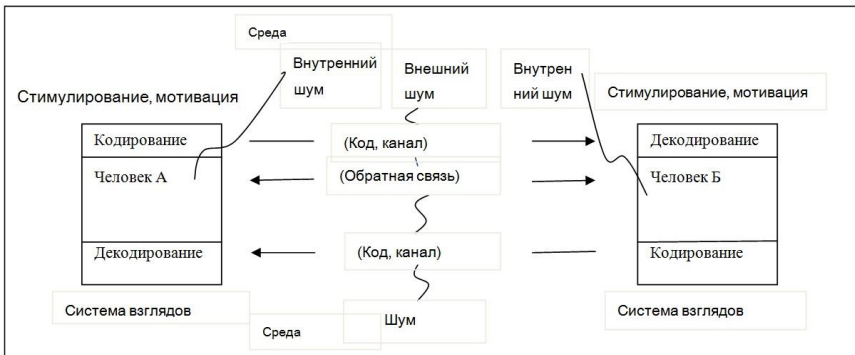 Среда
Внутренний
шум
Внешний
шум
Внутрен
ний шум
Стимулирование, мотивация
Стимулирование, мотивация
Кодирование
(Код, канал)
Декодирование
Человек А
(Обратная связь)
Человек Б
Декодирование
(Код, канал)
Кодирование
Система взглядов
Шум
Система взглядов
Среда